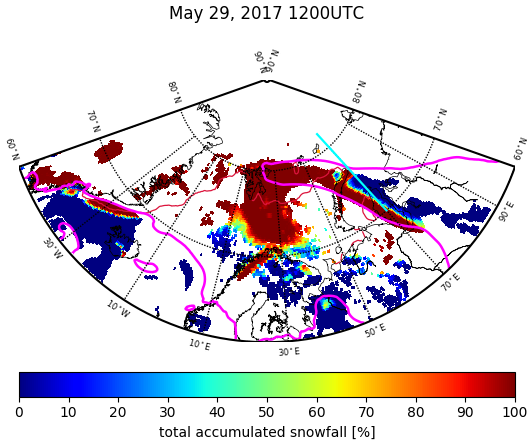 May 29, 2017 1200UTC
90°N
90°N
80°N
80°N
70°N
70°N
60°N
60°N
90°E
30°W
70°E
10°W
50°E
10°E
30°E
0 10 20 30 40 50 60 70 80 90 100
total accumulated snowfall [%]